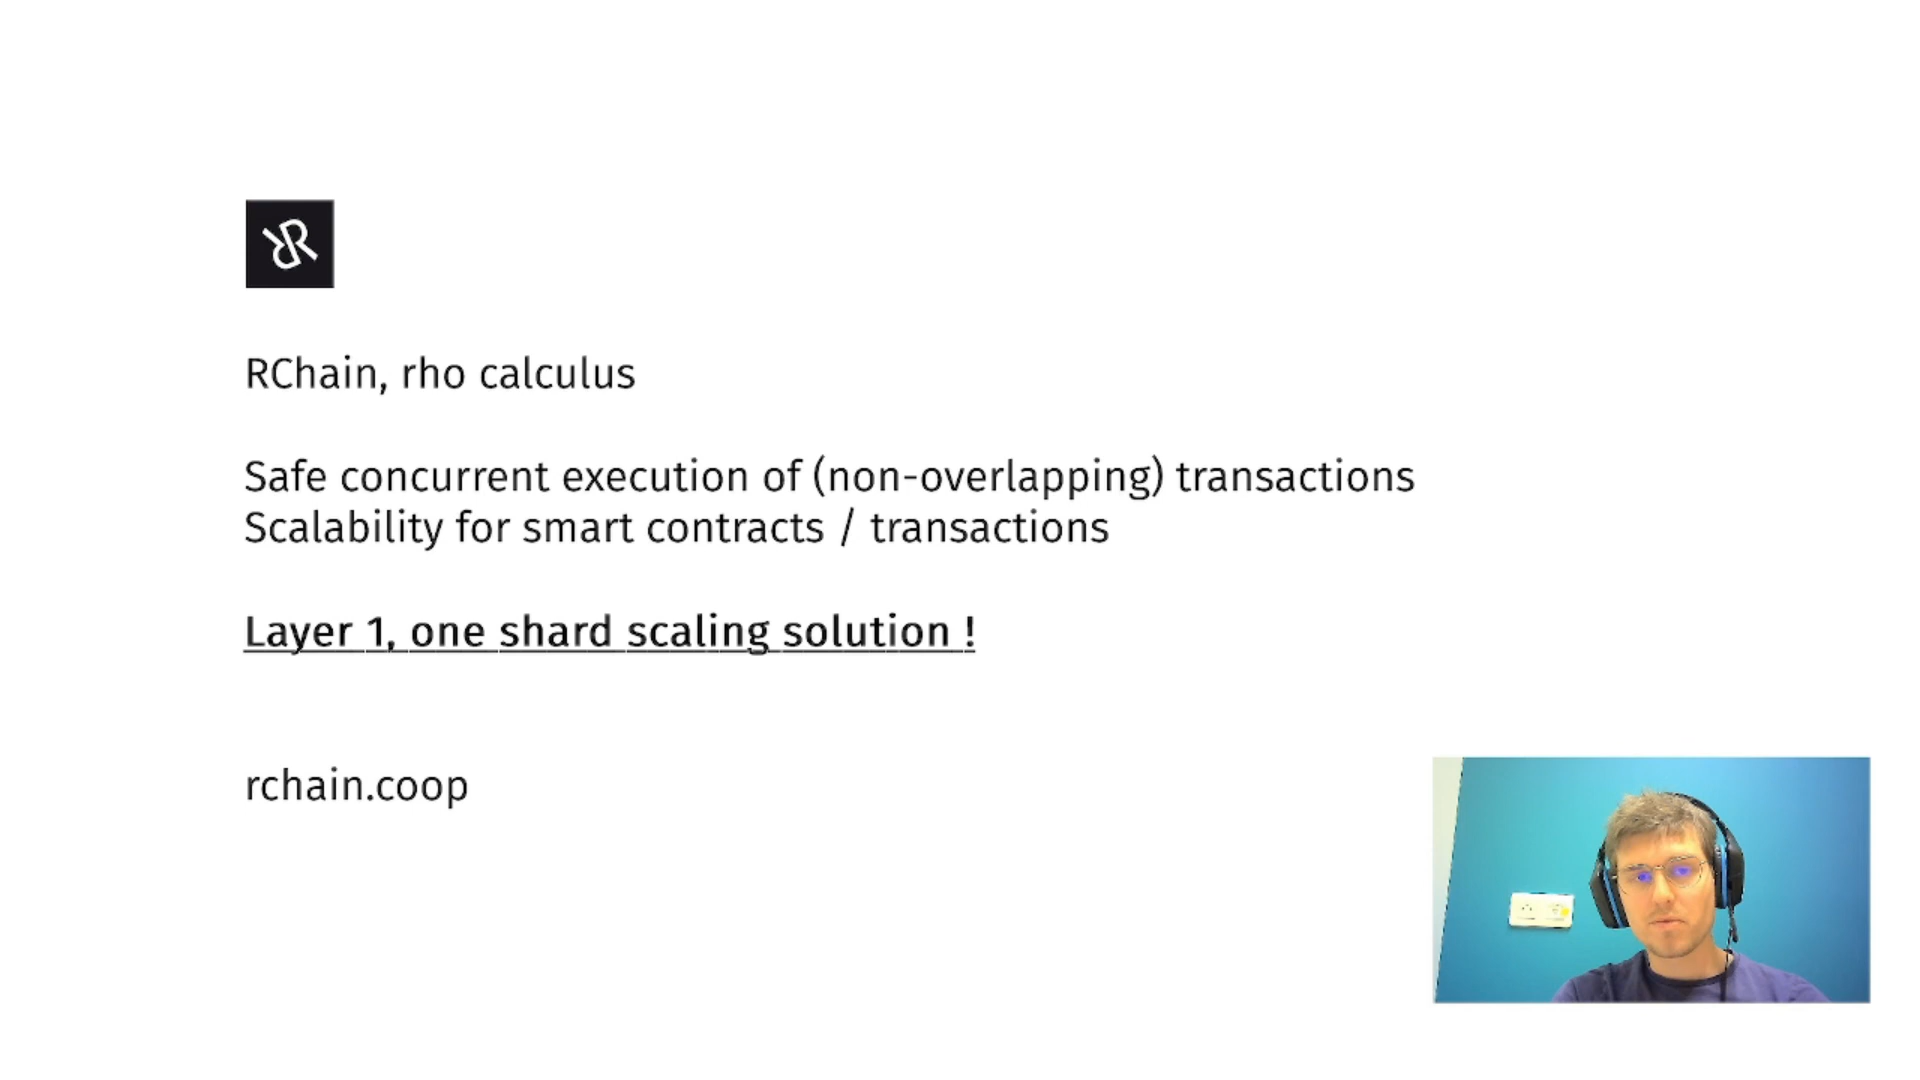 RChain, rho calculus
Safe concurrent execution of (non-overlapping) transactions
Scalability for smart contracts / transactions
Layer 1, one shard scaling solution !
rchain.coop